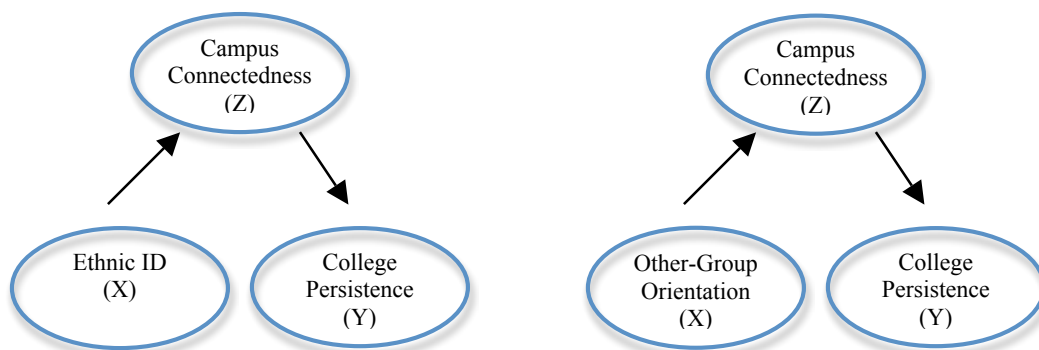 Campus
Connectedness
(Z)
Ethnic ID
(X)
College
Persistence
(Y)
Campus
Connectedness
(Z)
Other-Group
Orientation
(X)
College
Persistence
(Y)